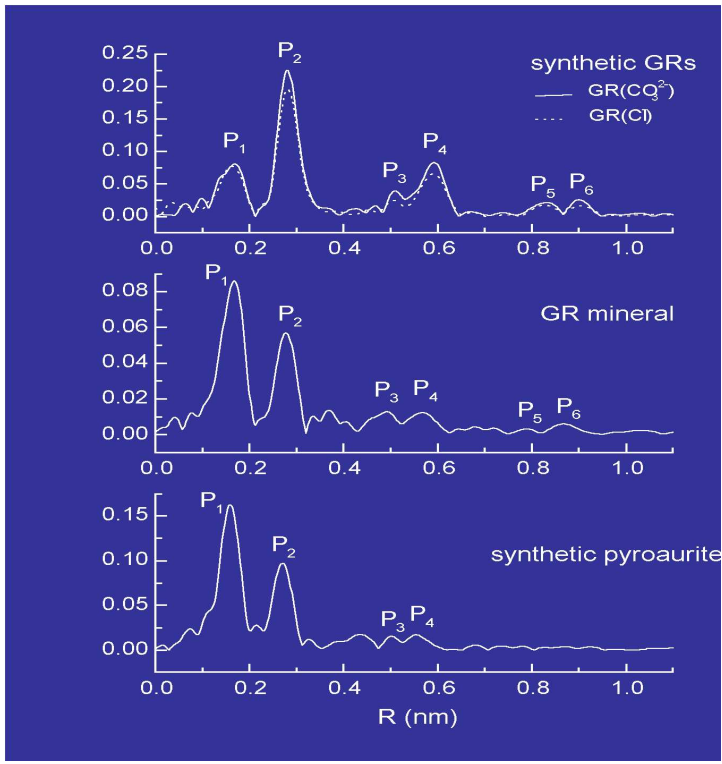 synthetic GRs
GR(CO₃²⁻)
GR(Cl)
0.25
0.20
0.15
0.10
0.05
0.00
P₁
P₂
P₃
P₄
P₅
P₆
0.0 0.2 0.4 0.6 0.8 1.0
GR mineral
0.08
0.06
0.04
0.02
0.00
P₁
P₂
P₃
P₄
P₅
P₆
0.0 0.2 0.4 0.6 0.8 1.0
synthetic pyroaurite
0.15
0.10
0.05
0.00
P₁
P₂
P₃
P₄
0.0 0.2 0.4 0.6 0.8 1.0
R (nm)